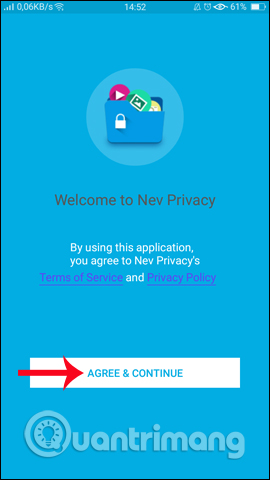 0,06KB/s 14:52 61%
Welcome to Nev Privacy
By using this application,
you agree to Nev Privacy's
Terms of Service and Privacy Policy
AGREE & CONTINUE
Quantrimang